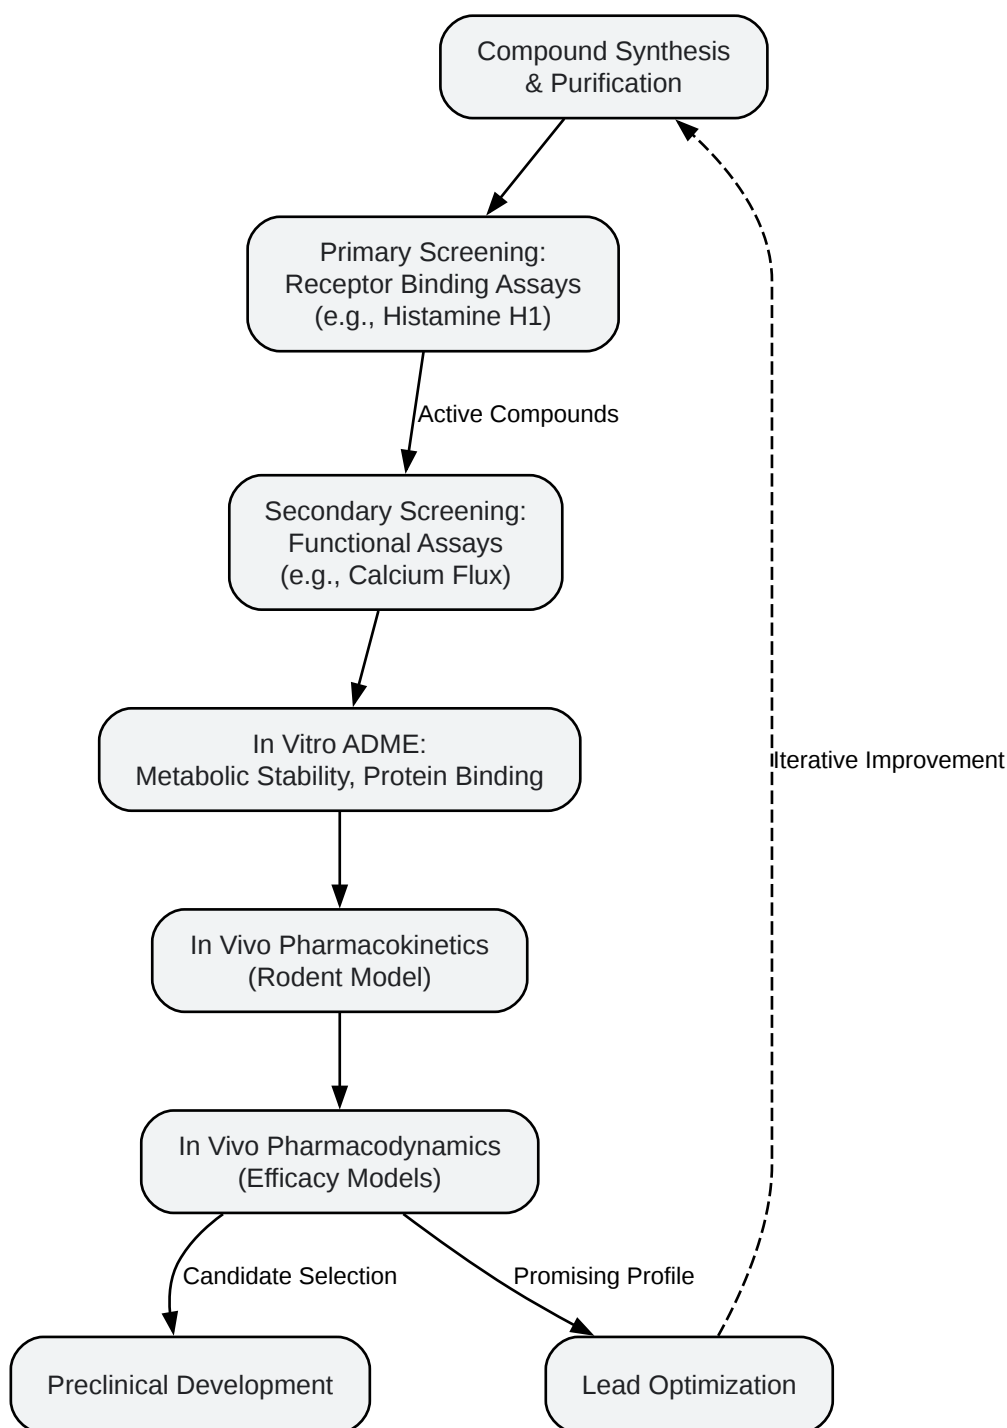 Compound Synthesis
& Purification
Primary Screening:
Receptor Binding Assays
(e.g., Histamine H1)
Active Compounds
Secondary Screening:
Functional Assays
(e.g., Calcium Flux)
In Vitro ADME:
Metabolic Stability, Protein Binding
Iterative Improvement
In Vivo Pharmacokinetics
(Rodent Model)
In Vivo Pharmacodynamics
(Efficacy Models)
Candidate Selection
Promising Profile
Preclinical Development
Lead Optimization